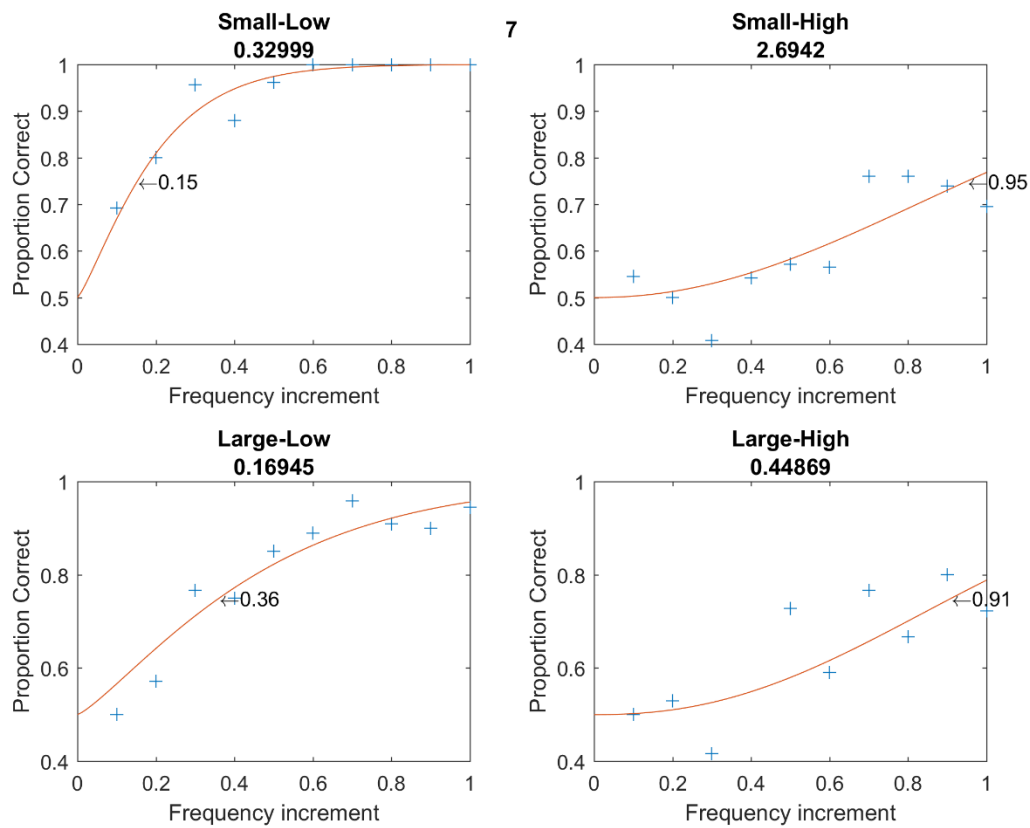 7
Small-Low
0.32999
Proportion Correct
1
0.9
0.8
0.7
0.6
0.5
0.4
←0.15
0 0.2 0.4 0.6 0.8 1
Frequency increment
Small-High
2.6942
Proportion Correct
1
0.9
0.8
0.7
0.6
0.5
0.4
←0.95
0 0.2 0.4 0.6 0.8 1
Frequency increment
Large-Low
0.16945
Proportion Correct
1
0.8
0.6
0.4
←0.36
0 0.2 0.4 0.6 0.8 1
Frequency increment
Large-High
0.44869
Proportion Correct
1
0.8
0.6
0.4
←0.91
0 0.2 0.4 0.6 0.8 1
Frequency increment